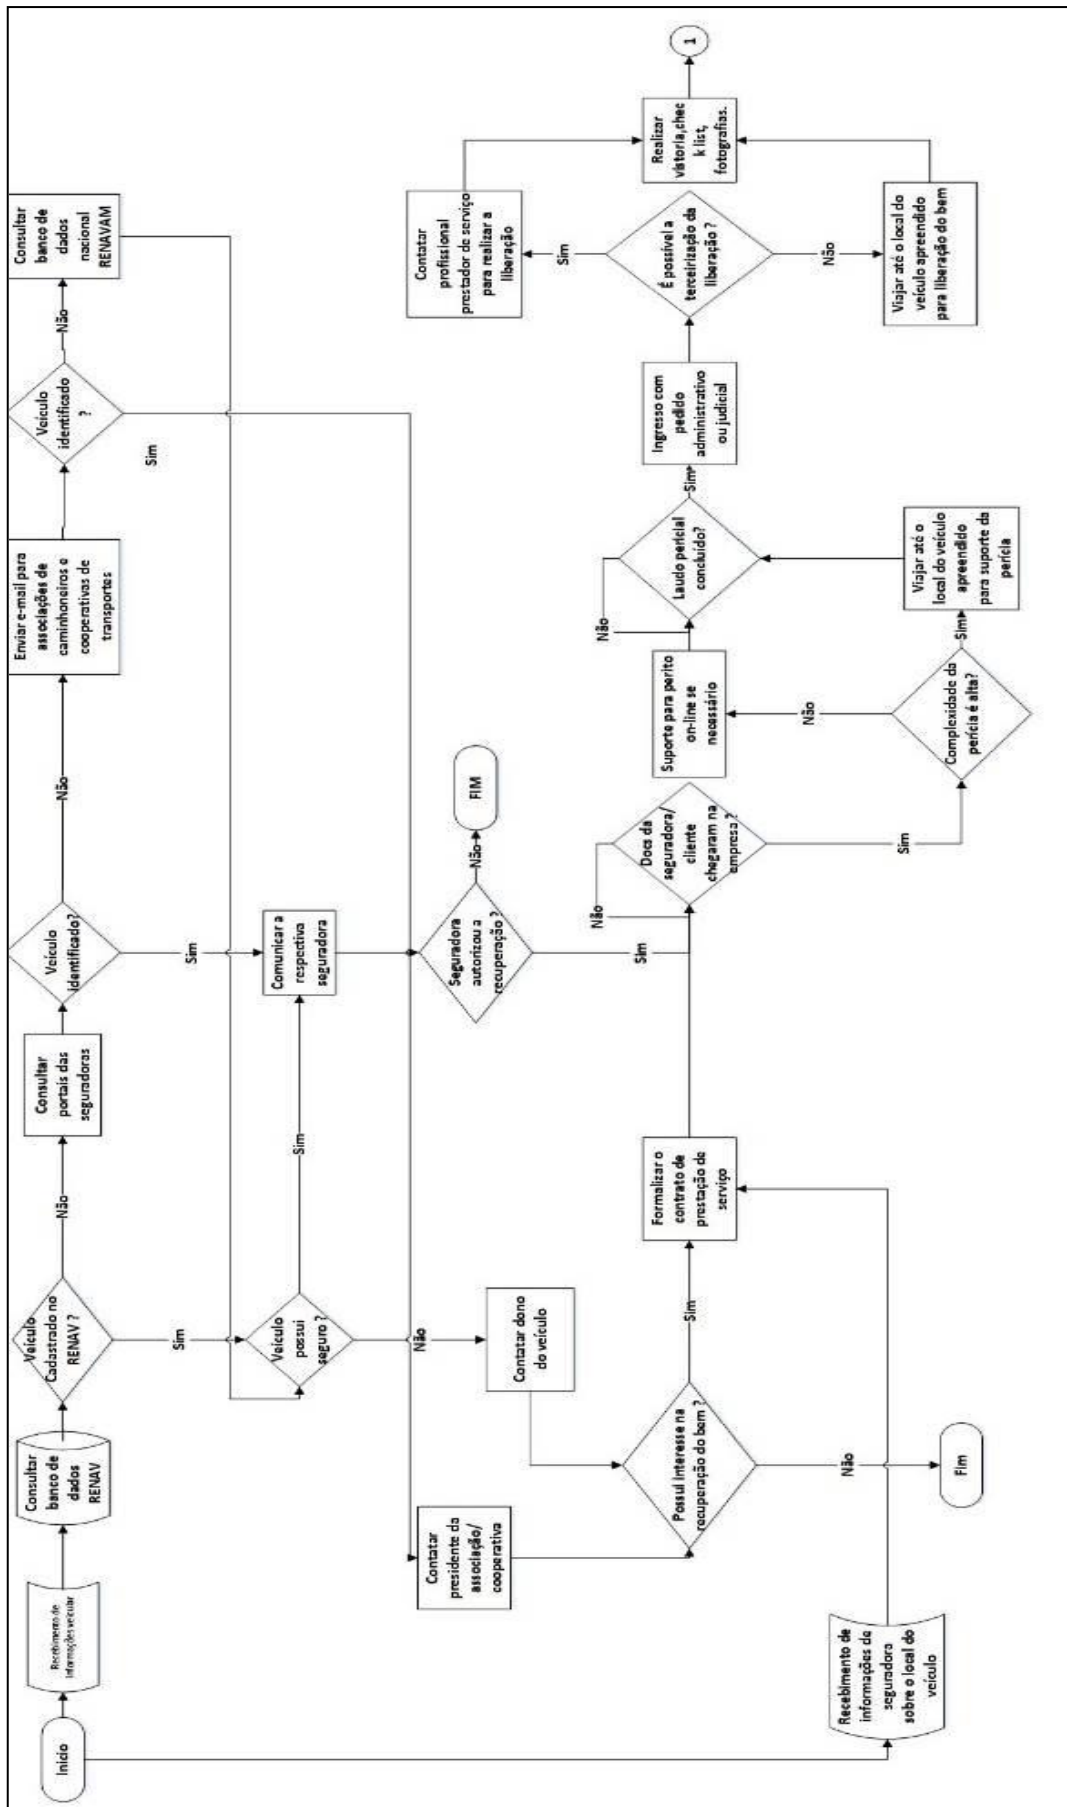 Inicio
Recebimento de
informações veicular
Consultar
banco de
dados
RENAV
Veículo
Cadastrado no
RENAV ?
Não
Sim
Consultar
portais das
seguradoras
Veículo
identificado?
Não
Sim
Enviar e-mail para
associações de
caminhoneiros e
cooperativas de
transportes
Veículo
identificado
?
Não
Sim
Consultar
banco de
dados
nacional
RENAVAM
Veículo
possui
seguro ?
Sim
Não
Comunicar a
respectiva
seguradora
Contatar
presidente da
associação/
cooperativa
Contatar dono
do veículo
Seguradora
autorizou a
recuperação ?
Não
FIM
Sim
Possui interesse na
recuperação do bem ?
Sim
Não
Fim
Formalizar o
contrato de
prestação de
serviço
Recebimento de
informações de
seguradora
sobre o local do
veículo
Docs da
seguradora/
cliente
chegaram na
empresa ?
Não
Sim
Complexidade da
perícia é alta?
Não
Sim
Suporte para perito
on-line se
necessário
Viajar até o
local do veículo
apreendido
para suporte da
perícia
Laudo pericial
concluído?
Não
Sim
Ingresso com
pedido
administrativo
ou judicial
É possível a
terceirização da
liberação ?
Sim
Não
Contatar
profissional
prestador de serviço
para realizar a
liberação
Viajar até o local do
veículo apreendido
para liberação do bem
Realizar
vistoria,chec
k list,
fotografias.
1